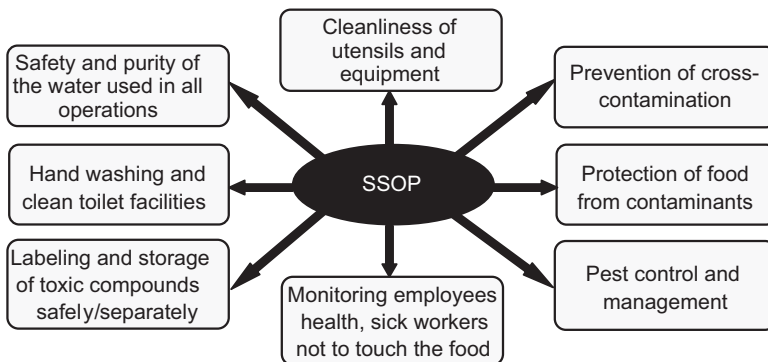 Cleanliness of
utensils and
equipment
Safety and purity of
the water used in all
operations
Prevention of cross-
contamination
Hand washing and
clean toilet facilities
SSOP
Protection of food
from contaminants
Labeling and storage
of toxic compounds
safely/separately
Monitoring employees
health, sick workers
not to touch the food
Pest control and
management